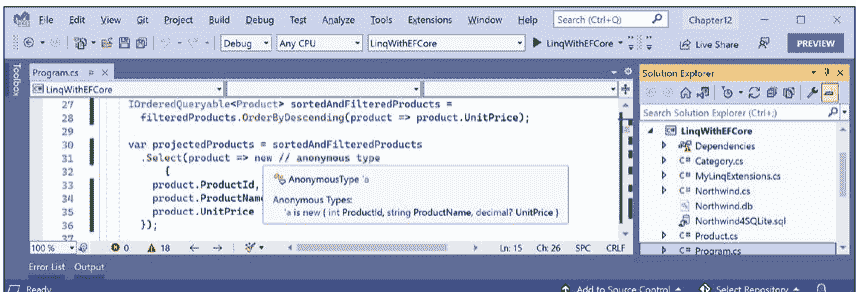 File Edit View Git Project Build Debug Test Analyze Tools Extensions Window Help Search (Ctrl+Q) Chapter12
Debug Any CPU LinqWithEFCore LinqWithEFCore Live Share PREVIEW
Toolbox
Program.cs
LinqWithEFCore
27 IOrderedQueryable<Product> sortedAndFilteredProducts =
28 filteredProducts.OrderByDescending(product => product.UnitPrice);
29
30 var projectedProducts = sortedAndFilteredProducts
31 .Select(product => new // anonymous type
32 {
33 product.ProductId,
34 product.ProductName
35 product.UnitPrice
36 });
37
AnonymousType 'a
Anonymous Types:
'a is new { int ProductId, string ProductName, decimal? UnitPrice }
100 % 0 18 Ln: 15 Ch: 26 SPC CRLF
Error List Output
Solution Explorer
Search Solution Explorer (Ctrl+;)
LinqWithEFCore
Dependencies
C# Category.cs
C# MyLinqExtensions.cs
C# Northwind.cs
Northwind.db
Northwind4SQLite.sql
C# Product.cs
C# Program.cs
Ready Add to Source Control Select Repository